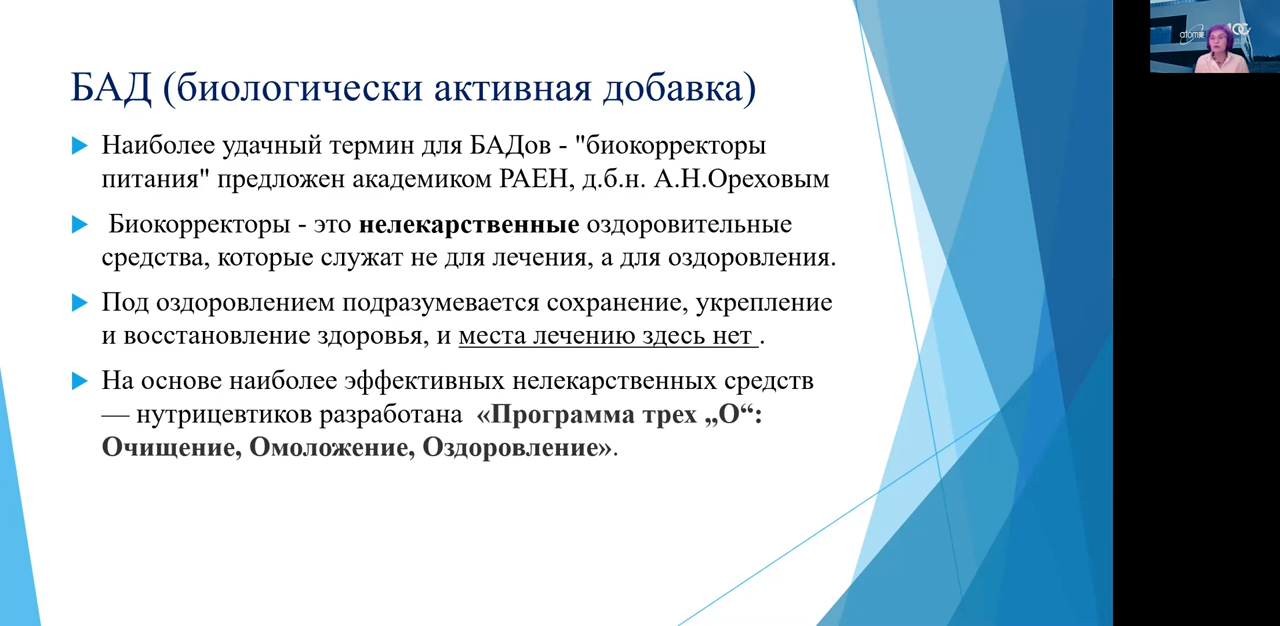 БАД (биологически активная добавка)
Наиболее удачный термин для БАДов - "биокорректоры
питания" предложен академиком РАЕН, д.б.н. А.Н.Ореховым
Биокорректоры - это нелекарственные оздоровительные
средства, которые служат не для лечения, а для оздоровления.
Под оздоровлением подразумевается сохранение, укрепление
и восстановление здоровья, и места лечению здесь нет .
На основе наиболее эффективных нелекарственных средств
— нутрицевтиков разработана «Программа трех „О“:
Очищение, Омоложение, Оздоровление».